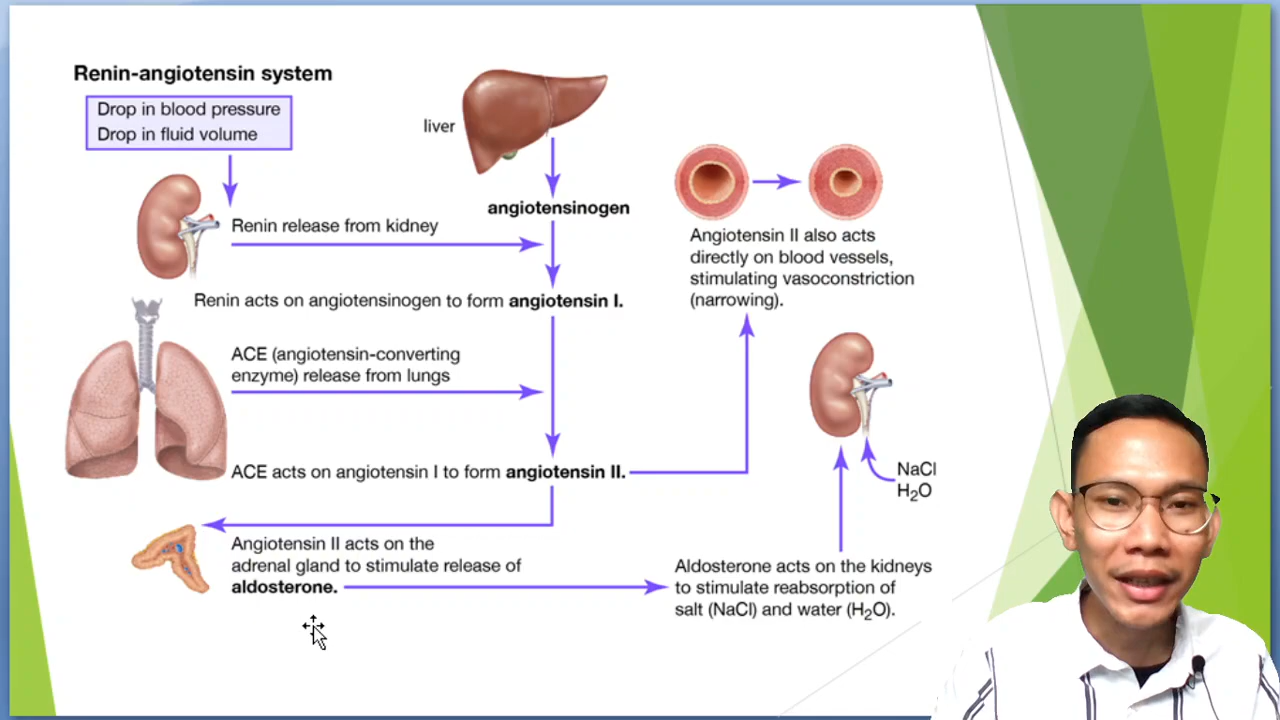 Renin-angiotensin system
Drop in blood pressure
Drop in fluid volume
liver
angiotensinogen
Renin release from kidney
Renin acts on angiotensinogen to form angiotensin I.
ACE (angiotensin-converting
enzyme) release from lungs
ACE acts on angiotensin I to form angiotensin II.
Angiotensin II acts on the
adrenal gland to stimulate release of
aldosterone.
Angiotensin II also acts
directly on blood vessels,
stimulating vasoconstriction
(narrowing).
NaCl
H₂O
Aldosterone acts on the kidneys
to stimulate reabsorption of
salt (NaCl) and water (H₂O).